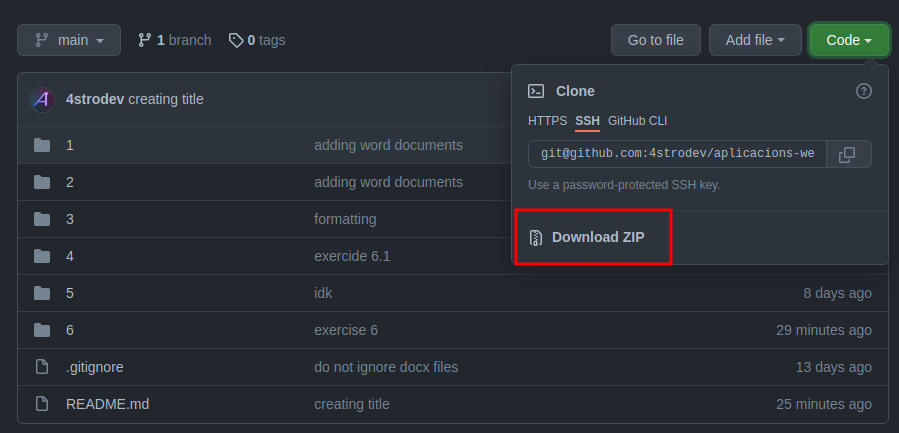 main 1 branch 0 tags Go to file Add file Code
4strodev creating title
Clone
HTTPS SSH GitHub CLI
git@github.com:4strodev/aplicacions-we
Use a password-protected SSH key.
Download ZIP
1 adding word documents
2 adding word documents
3 formatting
4 exercide 6.1
5 idk 8 days ago
6 exercise 6 29 minutes ago
.gitignore do not ignore docx files 13 days ago
README.md creating title 25 minutes ago